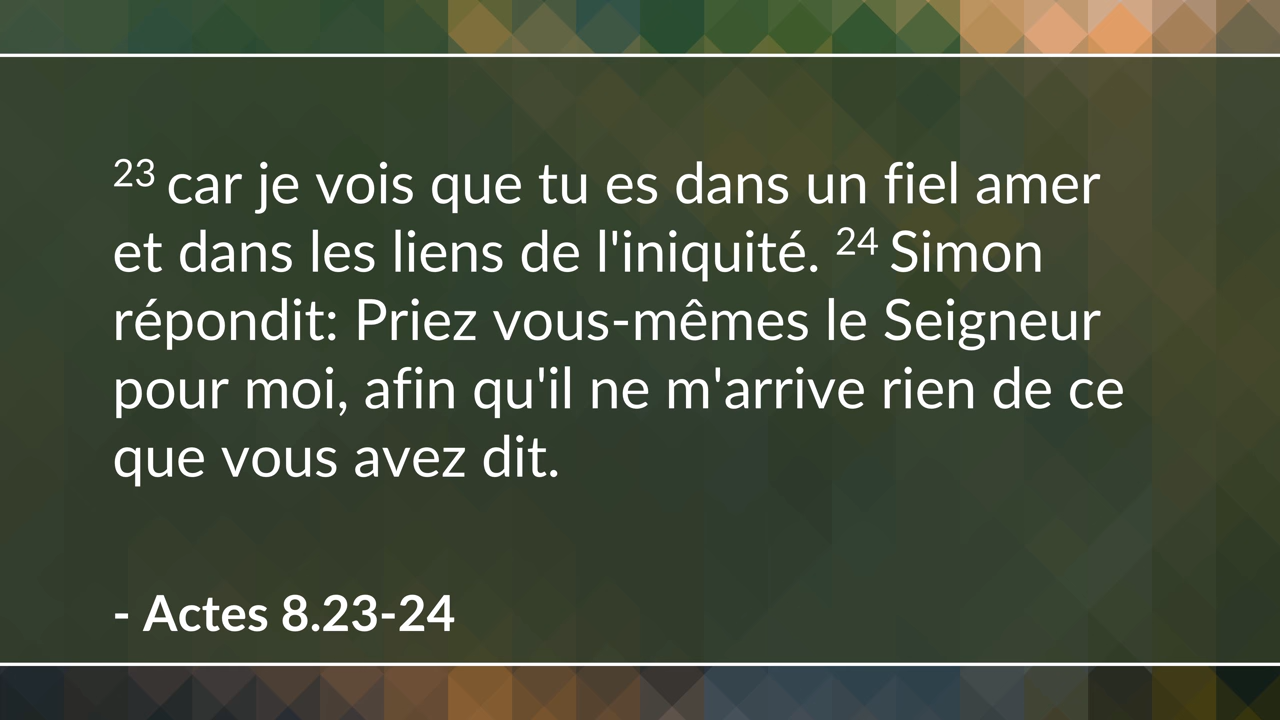 23 car je vois que tu es dans un fiel amer
et dans les liens de l'iniquité. 24 Simon
répondit: Priez vous-mêmes le Seigneur
pour moi, afin qu'il ne m'arrive rien de ce
que vous avez dit.
- Actes 8.23-24